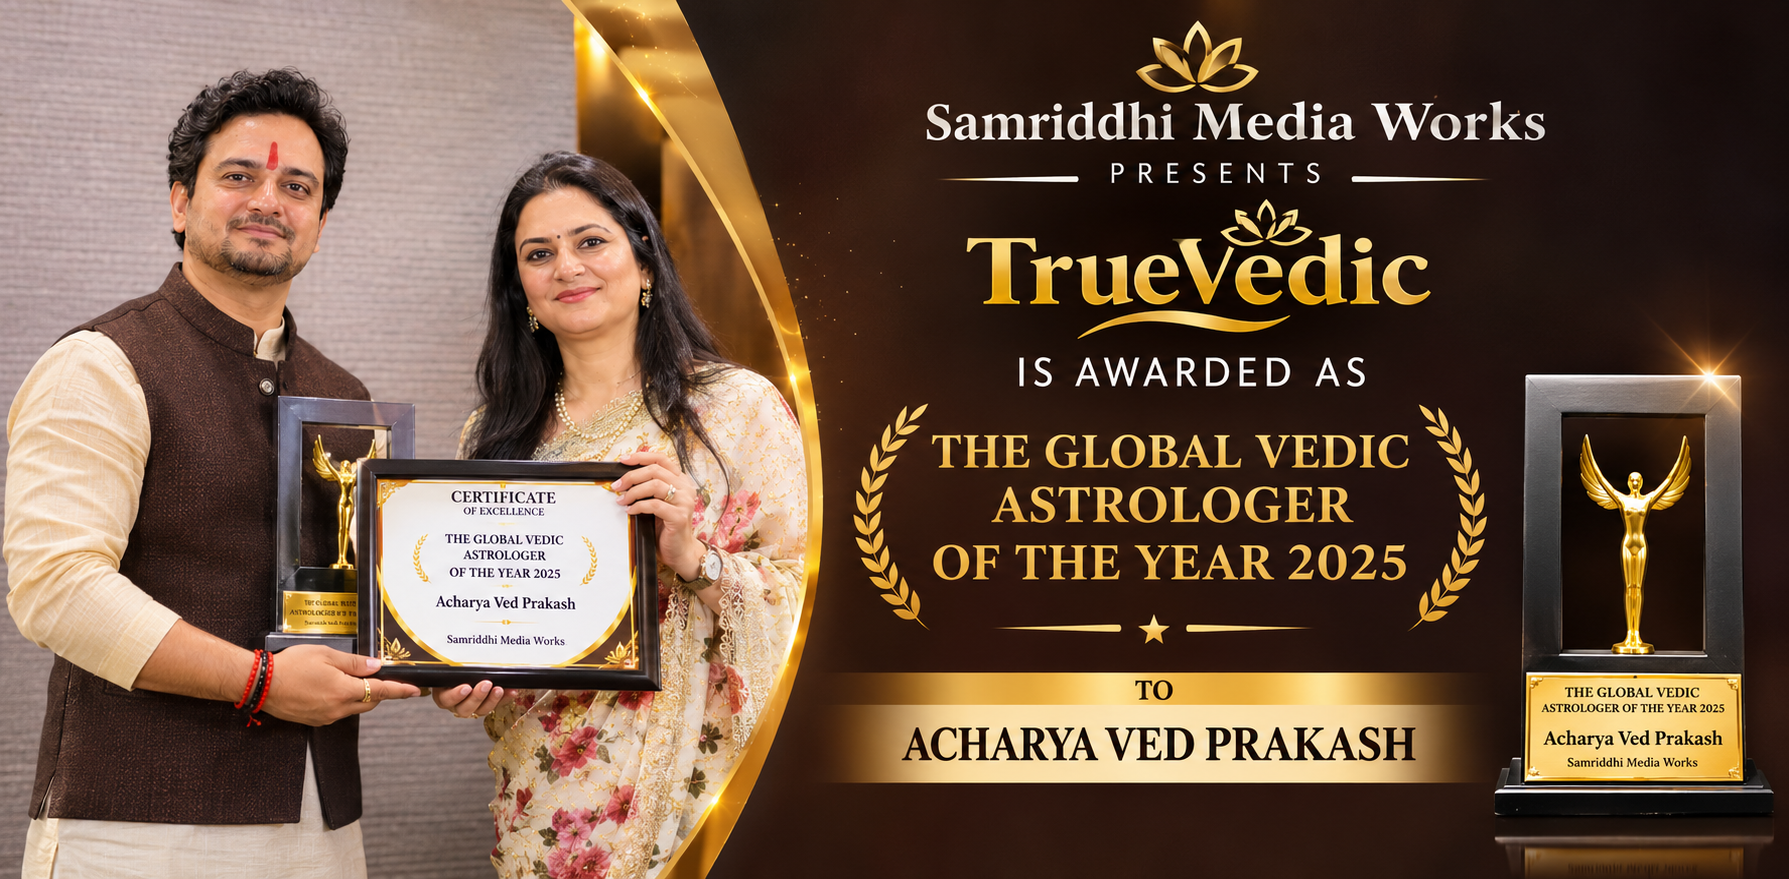 Samriddhi Media Works
PRESENTS
TrueVedic
IS AWARDED AS
THE GLOBAL VEDIC
ASTROLOGER
OF THE YEAR 2025
TO
ACHARYA VED PRAKASH
CERTIFICATE
OF EXCELLENCE
THE GLOBAL VEDIC
ASTROLOGER
OF THE YEAR 2025
Acharya Ved Prakash
Samriddhi Media Works
THE GLOBAL VEDIC
ASTROLOGER OF THE YEAR 2025
Acharya Ved Prakash
Samriddhi Media Works